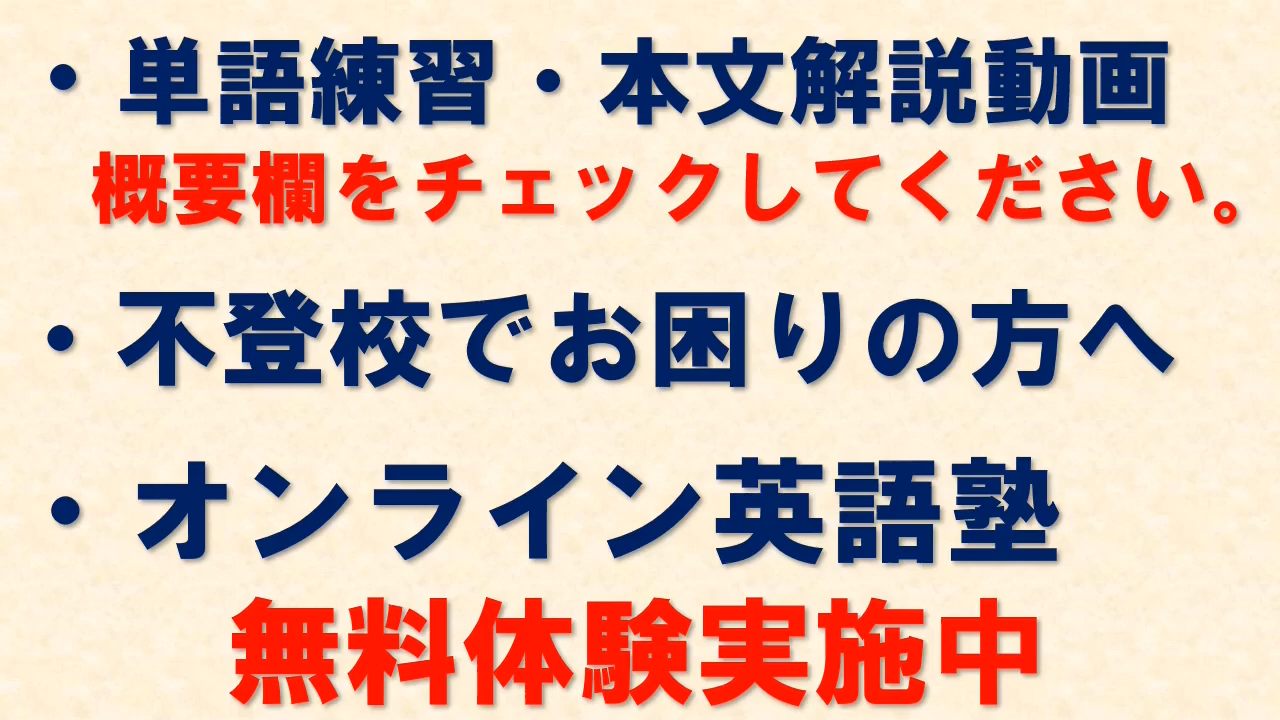 ・単語練習・本文解説動画
概要欄をチェックしてください。
・不登校でお困りの方へ
・オンライン英語塾
無料体験実施中